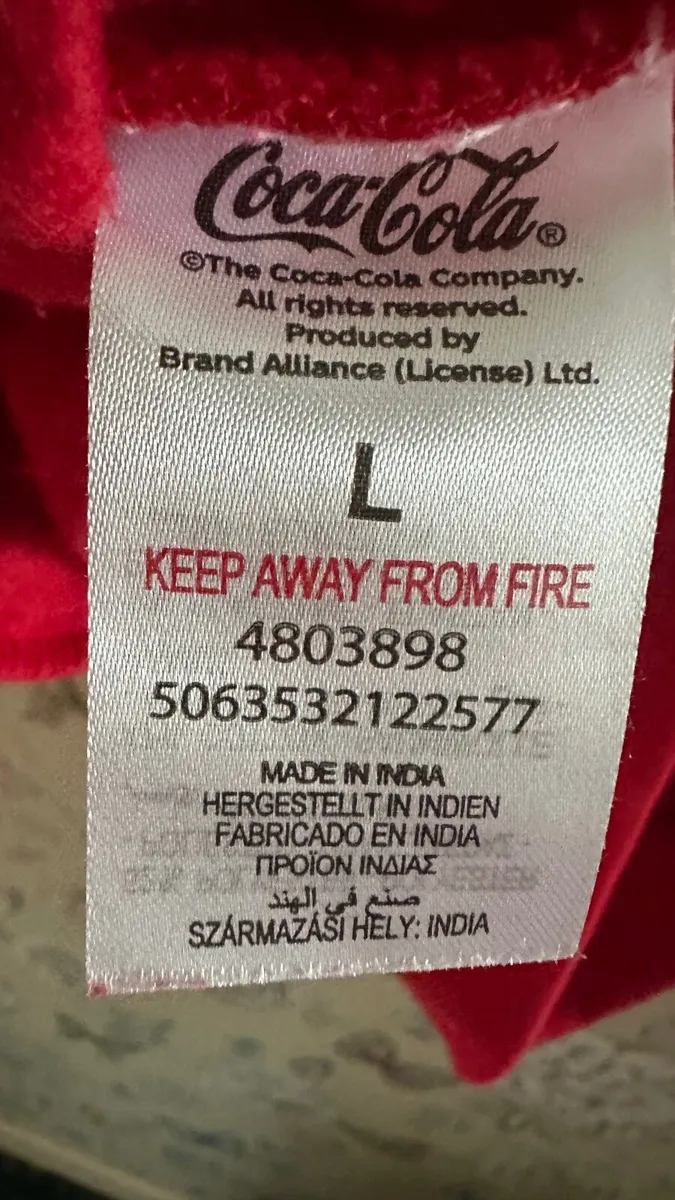 Coca-Cola®
©The Coca-Cola Company.
All rights reserved.
Produced by
Brand Alliance (License) Ltd.
L
KEEP AWAY FROM FIRE
4803898
5063532122577
MADE IN INDIA
HERGESTELLT IN INDIEN
FABRICADO EN INDIA
ΠΡΟΪΟΝ ΙΝΔΙΑΣ
صنع في الهند
SZÁRMAZÁSI HELY: INDIA